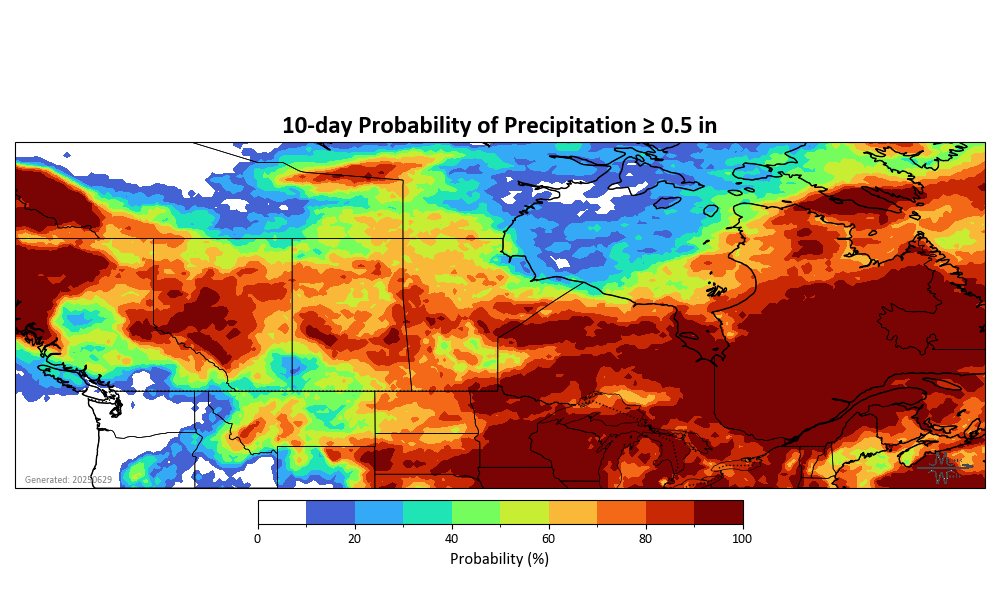 10-day Probability of Precipitation ≥ 0.5 in
Generated: 20250629
0 20 40 60 80 100
Probability (%)